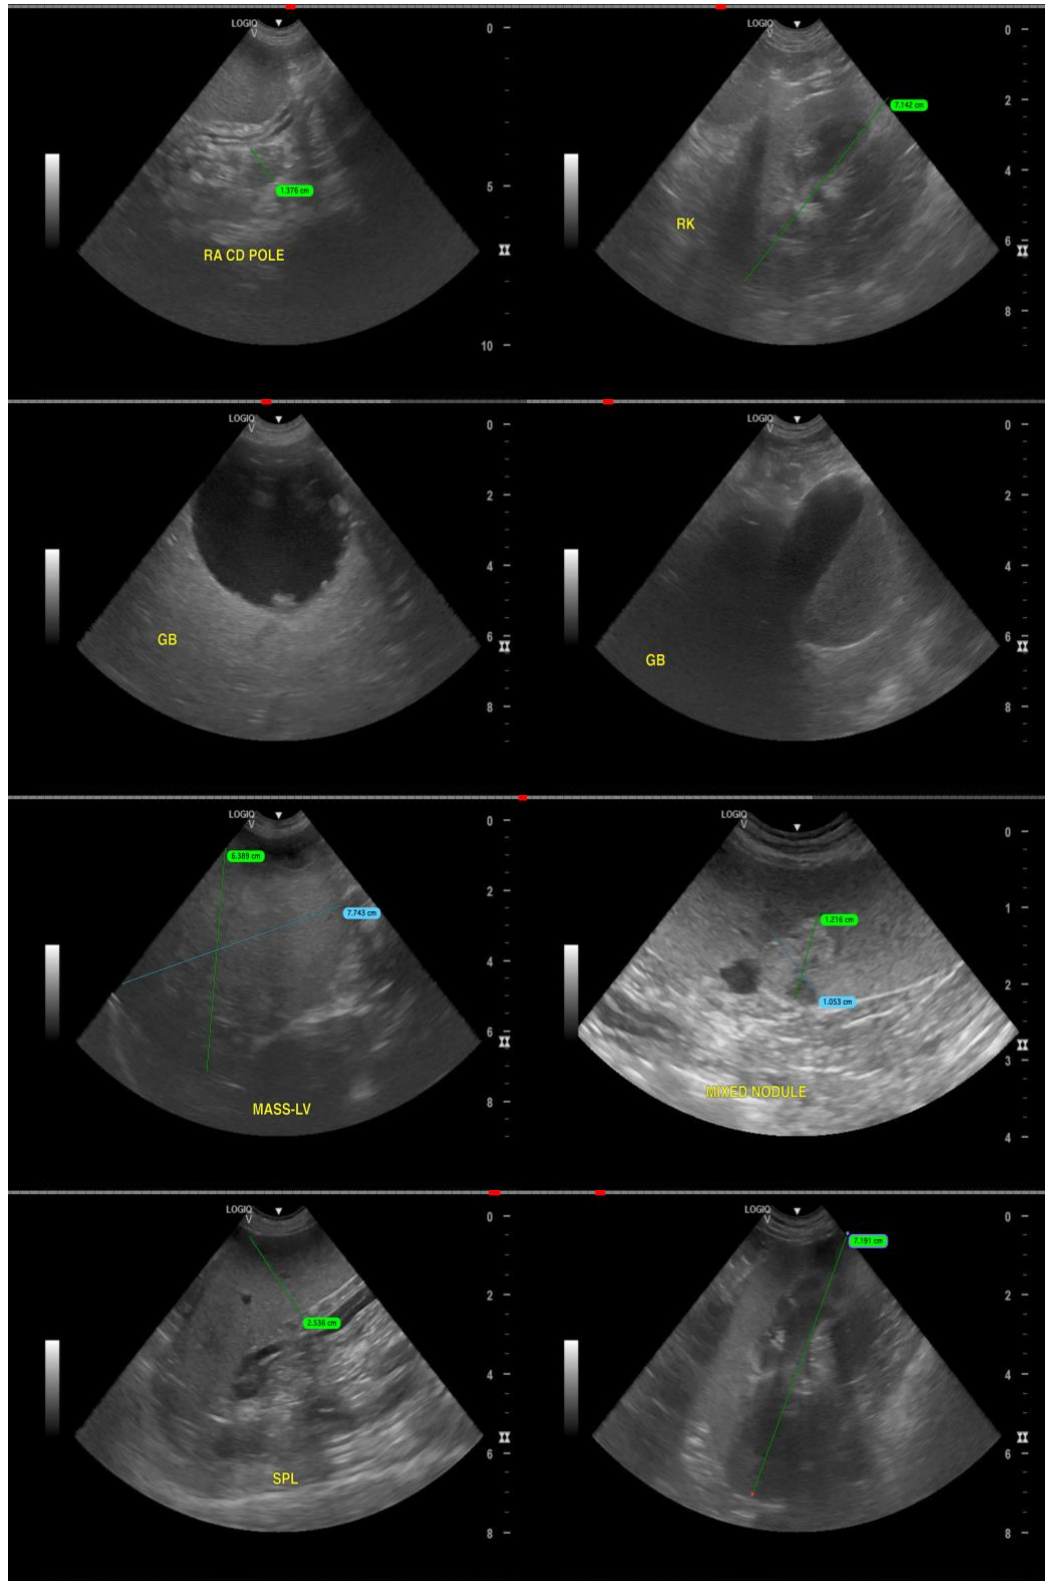 LOGIQ
V
0
5
10
1.376 cm
RA CD POLE
LOGIQ
V
0
2
4
6
8
7.142 cm
RK
LOGIQ
V
0
2
4
6
8
GB
LOGIQ
V
0
2
4
6
8
GB
LOGIQ
V
0
2
4
6
8
6.389 cm
7.743 cm
MASS-LV
LOGIQ
V
0
1
2
3
4
1.216 cm
1.053 cm
MIXED NODULE
LOGIQ
V
0
2
4
6
8
2.536 cm
SPL
LOGIQ
V
0
2
4
6
8
7.191 cm